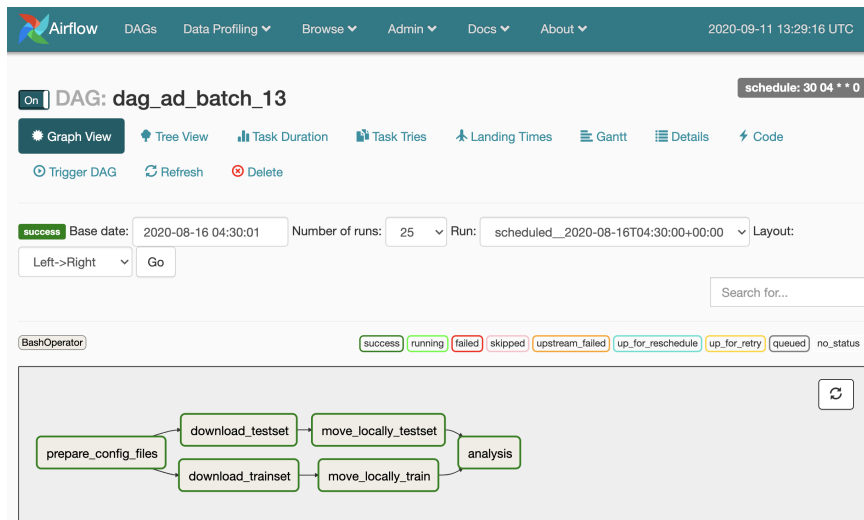 Airflow DAGs Data Profiling Browse Admin Docs About 2020-09-11 13:29:16 UTC
schedule: 30 04 * * 0
On DAG: dag_ad_batch_13
Graph View Tree View Task Duration Task Tries Landing Times Gantt Details Code
Trigger DAG Refresh Delete
success Base date: 2020-08-16 04:30:01 Number of runs: 25 Run: scheduled__2020-08-16T04:30:00+00:00 Layout:
Left->Right Go
Search for...
BashOperator success running failed skipped upstream_failed up_for_reschedule up_for_retry queued no_status
download_testset move_locally_testset
prepare_config_files analysis
download_trainset move_locally_train